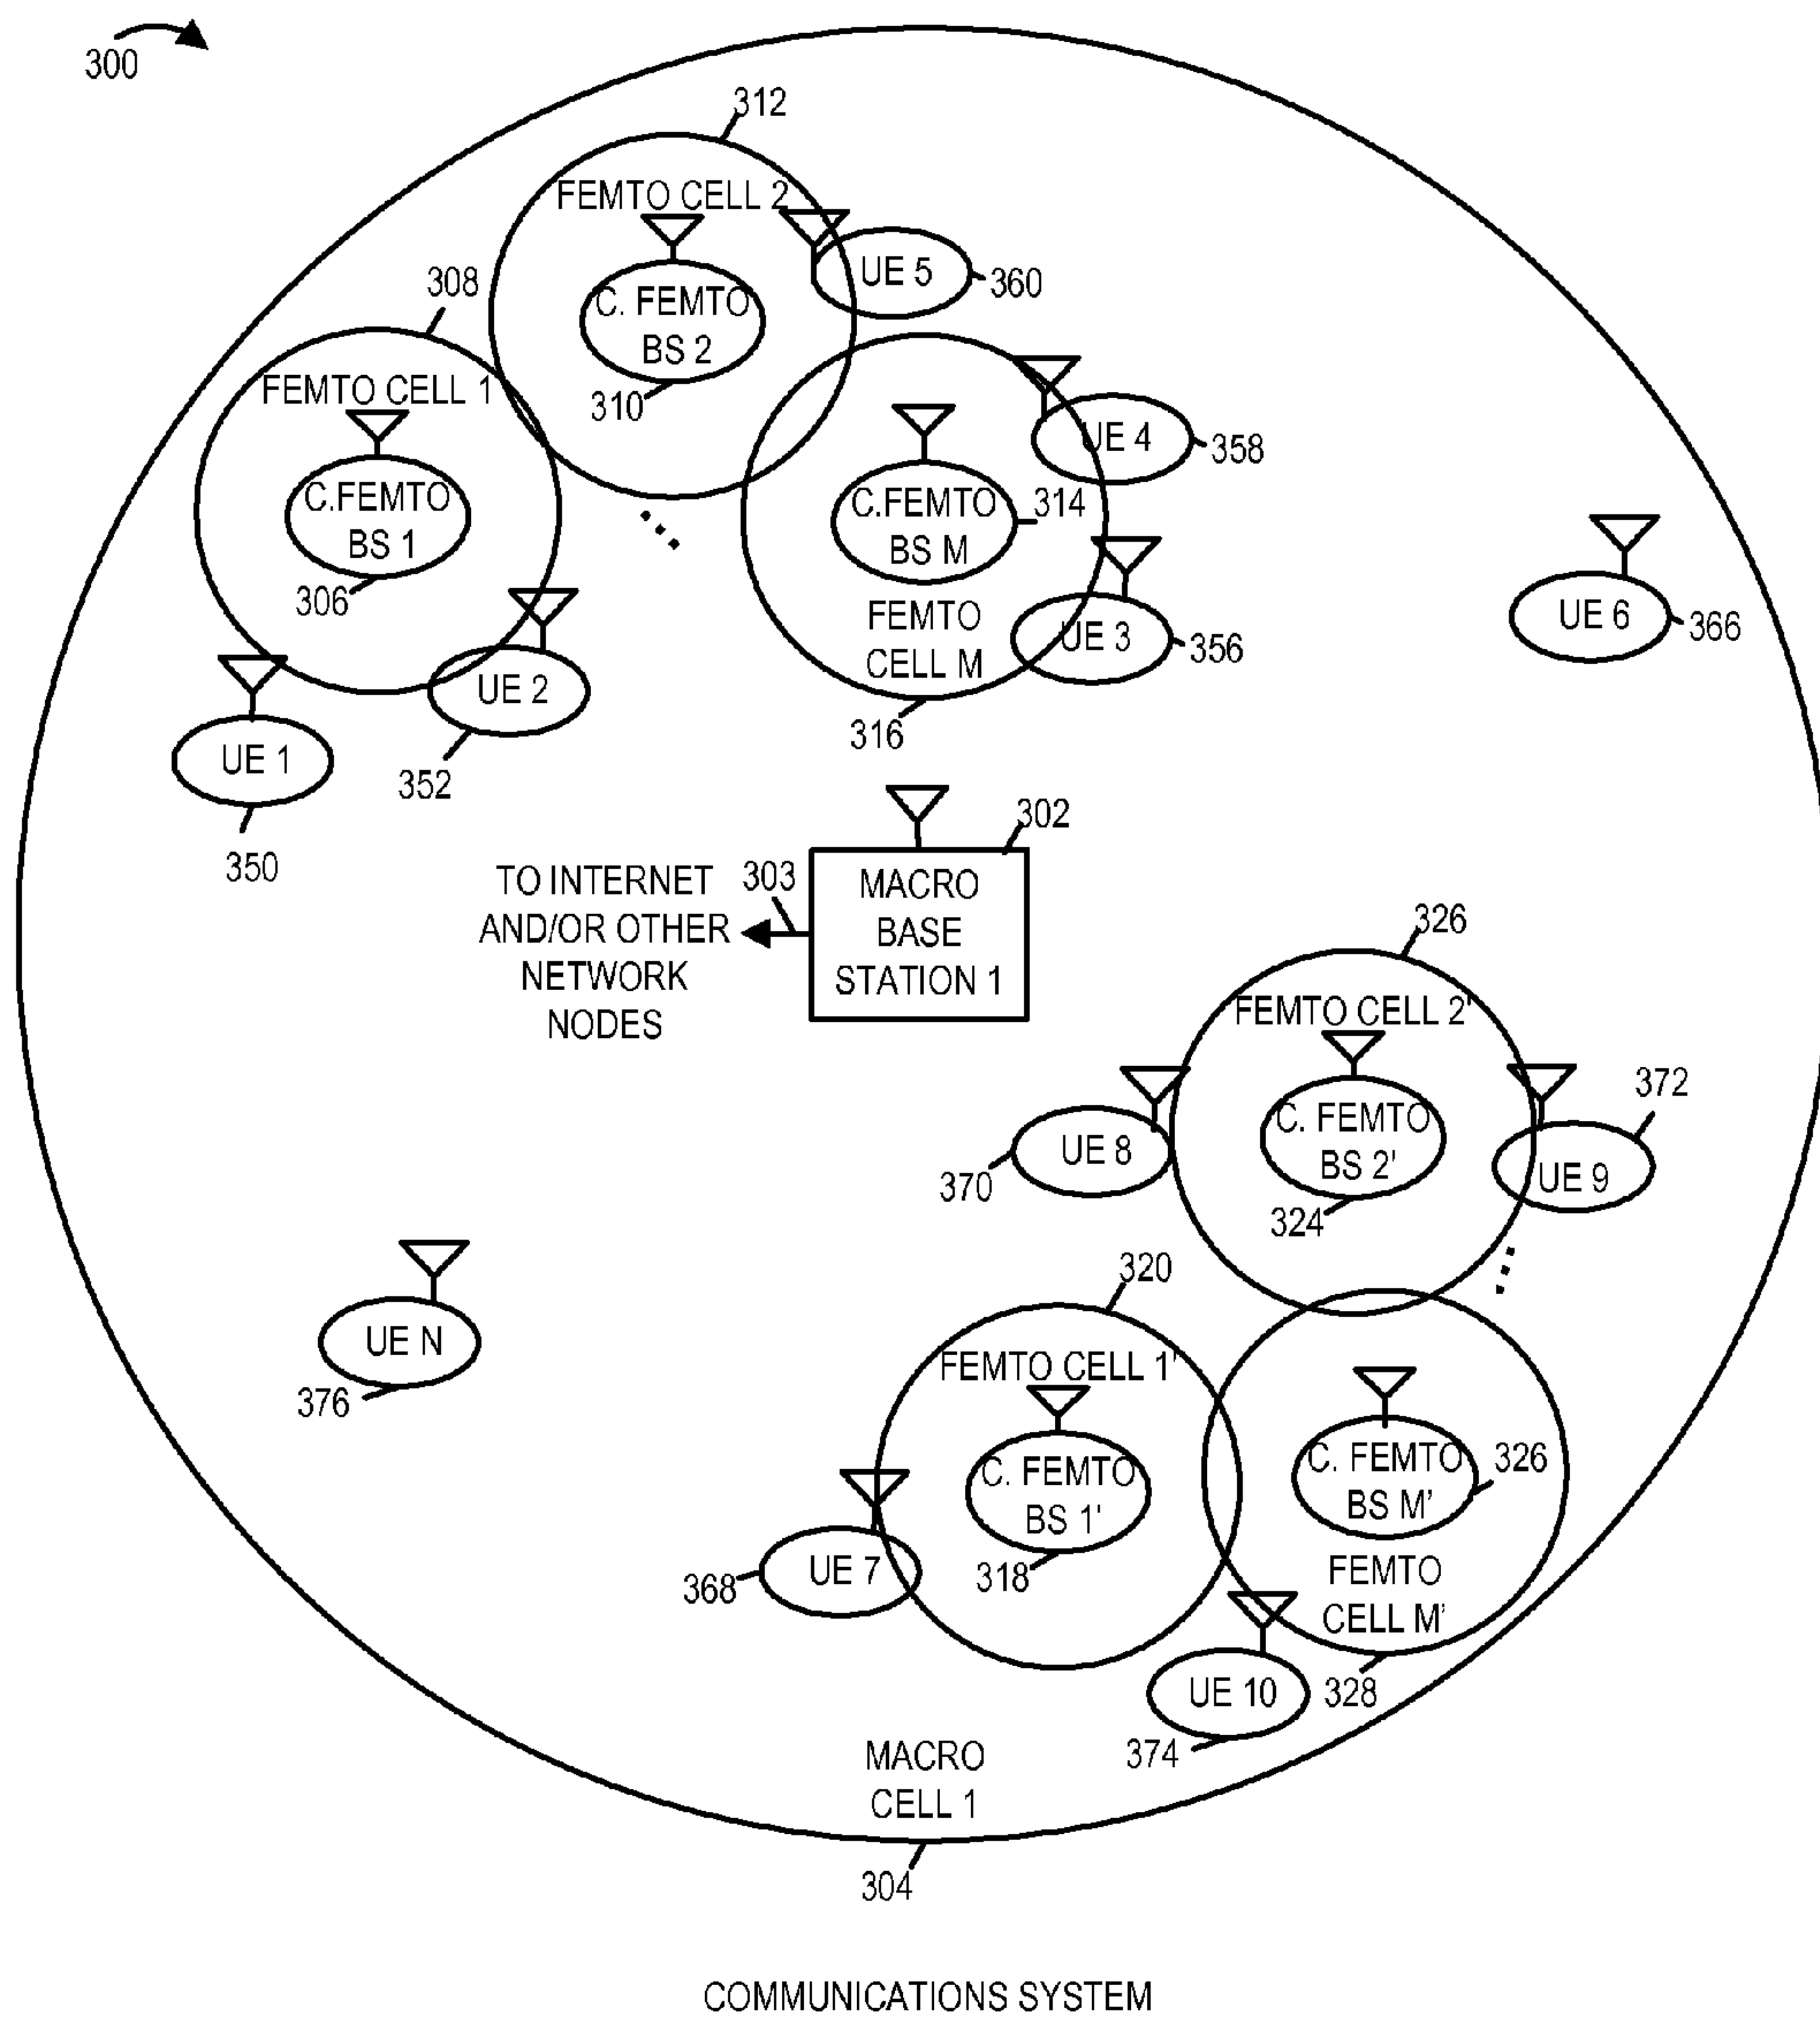 300
312
FEMTO CELL 2
C. FEMTO
BS 2
310
UE 5
360
308
FEMTO CELL 1
C.FEMTO
BS 1
306
UE 4
358
C.FEMTO
BS M
314
FEMTO
CELL M
316
UE 3
356
UE 6
366
UE 2
352
UE 1
350
302
303
MACRO
BASE
STATION 1
TO INTERNET
AND/OR OTHER
NETWORK
NODES
326
FEMTO CELL 2'
C. FEMTO
BS 2'
324
UE 8
370
UE 9
372
UE N
376
320
FEMTO CELL 1'
C. FEMTO
BS 1'
318
UE 7
368
C. FEMTO
BS M’
326
FEMTO
CELL M’
328
UE 10
374
MACRO
CELL 1
304
COMMUNICATIONS SYSTEM